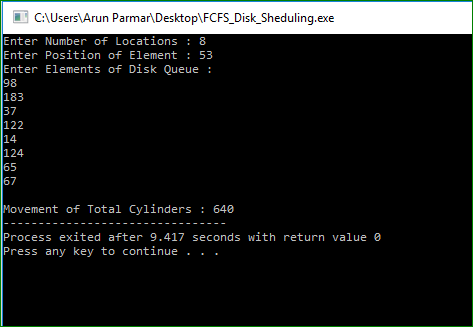 C:\Users\Arun Parmar\Desktop\FCFS_Disk_Sheduling.exe
Enter Number of Locations : 8
Enter Position of Element : 53
Enter Elements of Disk Queue :
98
183
37
122
14
124
65
67
Movement of Total Cylinders : 640
--------------------------------
Process exited after 9.417 seconds with return value 0
Press any key to continue . . .